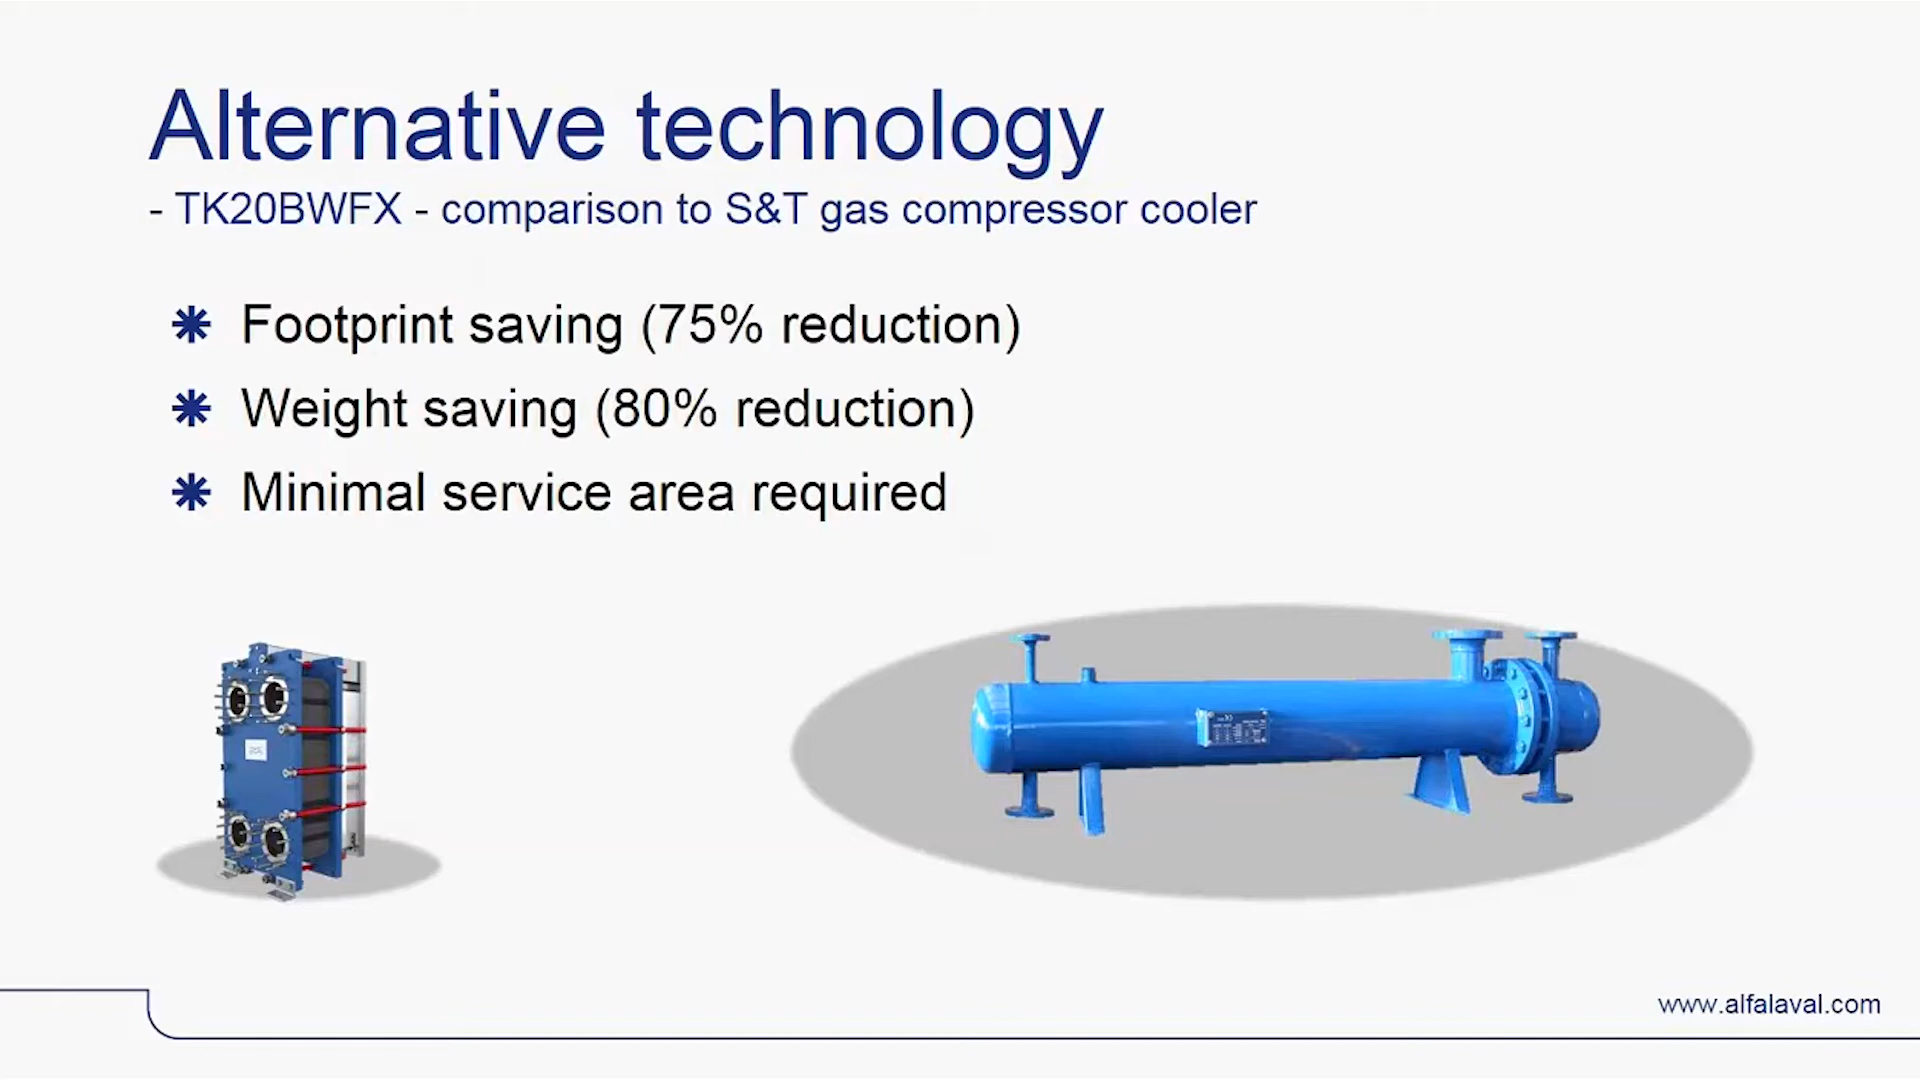 Alternative technology
- TK20BWFX - comparison to S&T gas compressor cooler
Footprint saving (75% reduction)
Weight saving (80% reduction)
Minimal service area required
www.alfalaval.com